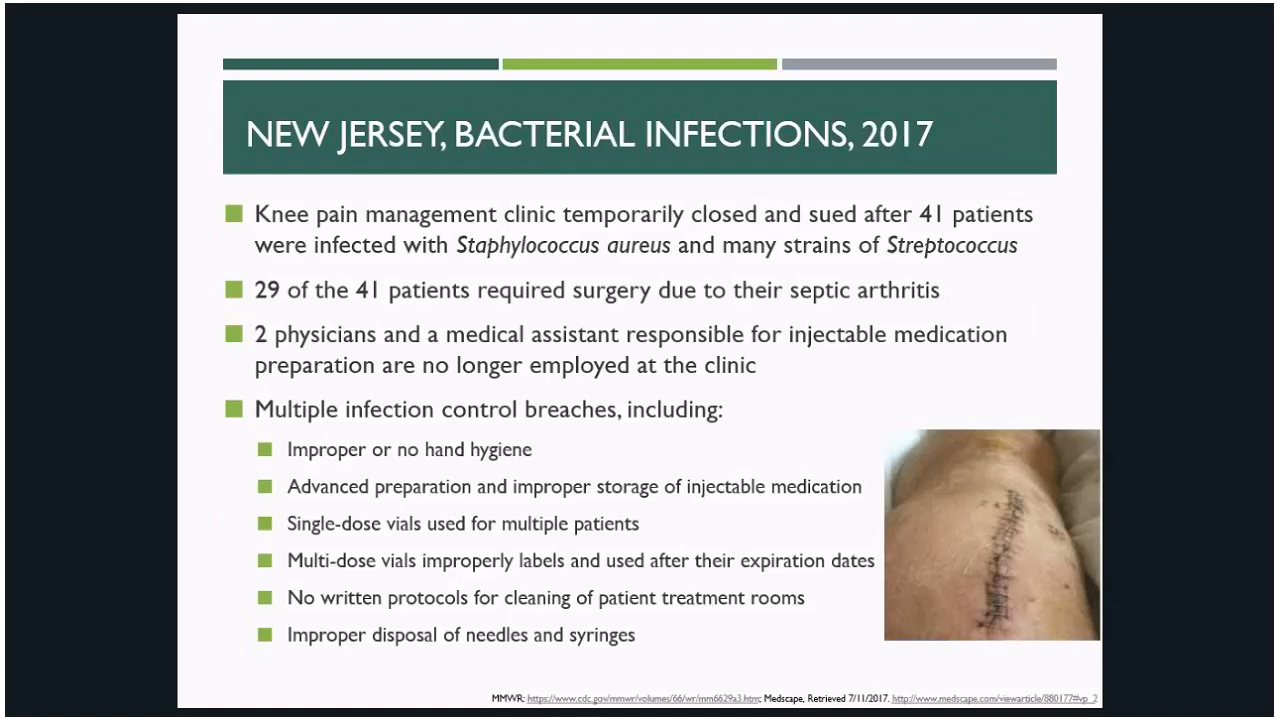 NEW JERSEY, BACTERIAL INFECTIONS, 2017
Knee pain management clinic temporarily closed and sued after 41 patients
were infected with Staphylococcus aureus and many strains of Streptococcus
29 of the 41 patients required surgery due to their septic arthritis
2 physicians and a medical assistant responsible for injectable medication
preparation are no longer employed at the clinic
Multiple infection control breaches, including:
Improper or no hand hygiene
Advanced preparation and improper storage of injectable medication
Single-dose vials used for multiple patients
Multi-dose vials improperly labels and used after their expiration dates
No written protocols for cleaning of patient treatment rooms
Improper disposal of needles and syringes
MMWR: https://www.cdc.gov/mmwr/volumes/66/wr/mm6629a3.htm; Medscape, Retrieved 7/11/2017. http://www.medscape.com/viewarticle/880177#vp_2